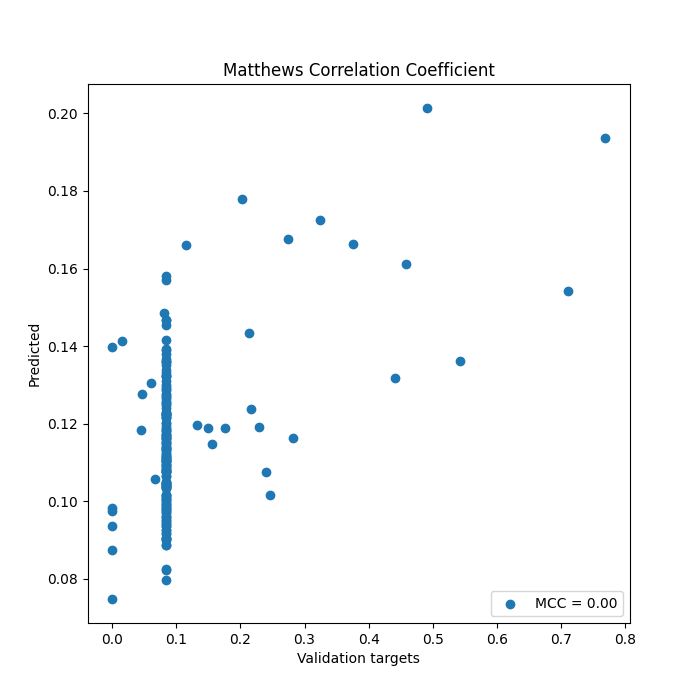 Matthews Correlation Coefficient
0.20
0.18
0.16
0.14
0.12
0.10
0.08
Predicted
MCC = 0.00
0.0 0.1 0.2 0.3 0.4 0.5 0.6 0.7 0.8
Validation targets